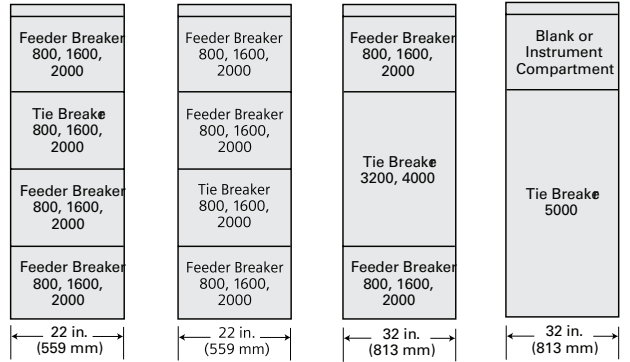 Feeder Breaker
800, 1600,
2000
Tie Breaker
800, 1600,
2000
Feeder Breaker
800, 1600,
2000
Feeder Breaker
800, 1600,
2000
22 in.
(559 mm)
Feeder Breaker
800, 1600,
2000
Feeder Breaker
800, 1600,
2000
Tie Breaker
800, 1600,
2000
Feeder Breaker
800, 1600,
2000
22 in.
(559 mm)
Feeder Breaker
800, 1600,
2000
Tie Breaker
3200, 4000
Feeder Breaker
800, 1600,
2000
32 in.
(813 mm)
Blank or
Instrument
Compartment
Tie Breaker
5000
32 in.
(813 mm)